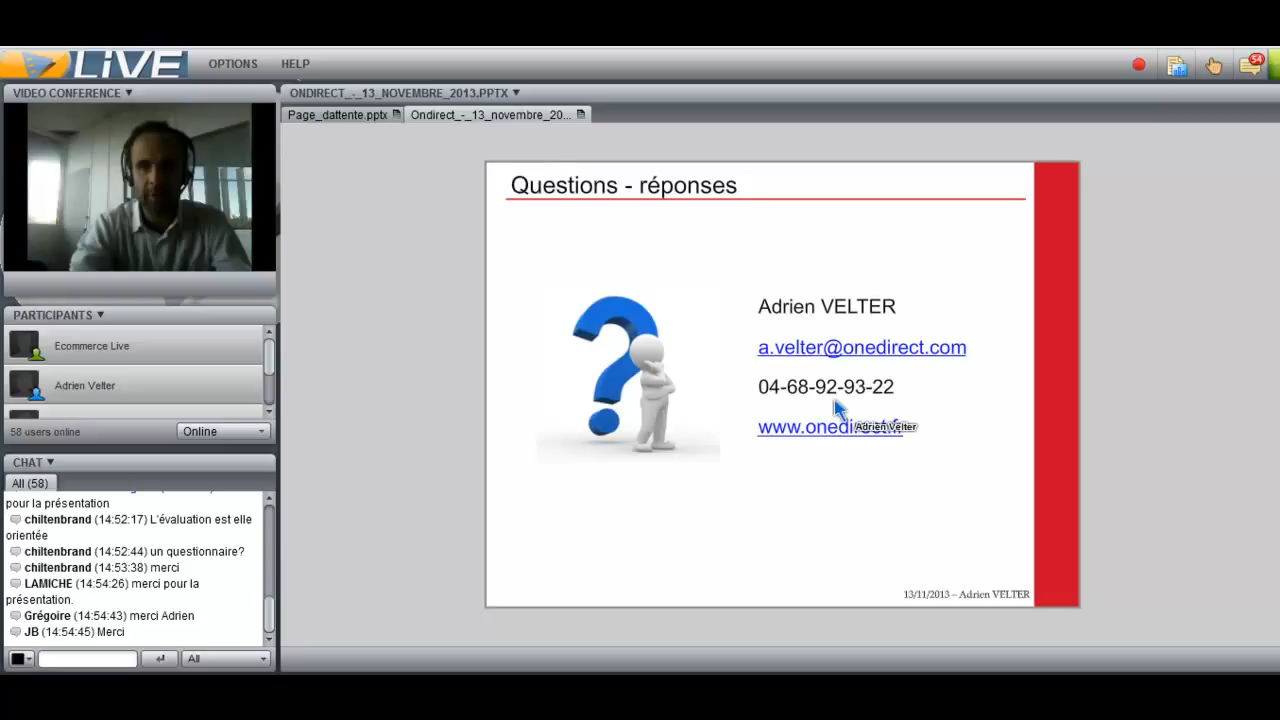 LIVE
OPTIONS
HELP
54
VIDEO CONFERENCE
ONDIRECT_-_13_NOVEMBRE_2013.PPTX
Page_dattente.pptx
Ondirect_-_13_novembre_20...
Questions - réponses
Adrien VELTER
a.velter@onedirect.com
04-68-92-93-22
www.onedirect.fr
Adrien Velter
13/11/2013 – Adrien VELTER
PARTICIPANTS
Ecommerce Live
Adrien Velter
58 users online
Online
CHAT
All (58)
pour la présentation
chiltenbrand (14:52:17) L'évaluation est elle
orientée
chiltenbrand (14:52:44) un questionnaire?
chiltenbrand (14:53:38) merci
LAMICHE (14:54:26) merci pour la
présentation.
Grégoire (14:54:43) merci Adrien
JB (14:54:45) Merci
All